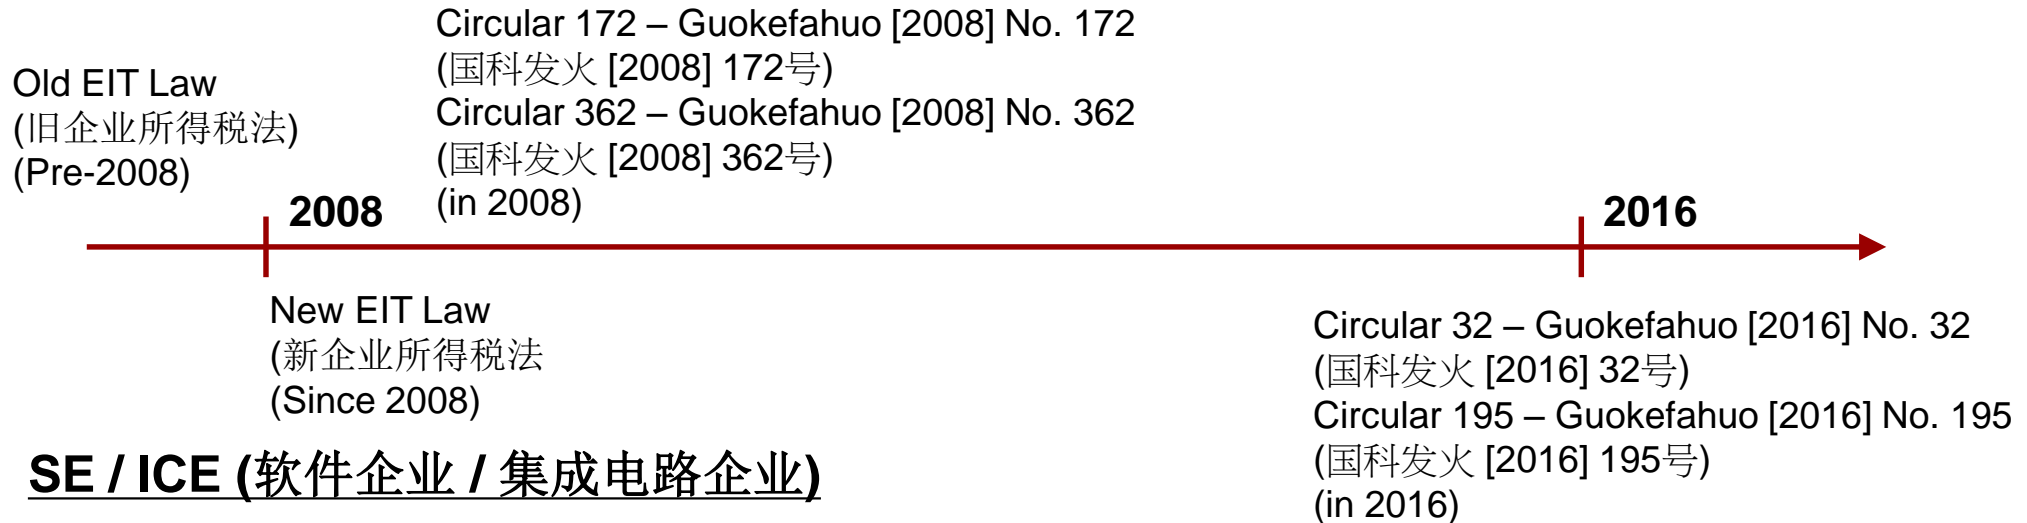 Old EIT Law
(旧企业所得税法)
(Pre-2008)
Circular 172 – Guokefahuo [2008] No. 172
(国科发火 [2008] 172号)
Circular 362 – Guokefahuo [2008] No. 362
(国科发火 [2008] 362号)
(in 2008)
2008
2016
New EIT Law
(新企业所得税法
(Since 2008)
Circular 32 – Guokefahuo [2016] No. 32
(国科发火 [2016] 32号)
Circular 195 – Guokefahuo [2016] No. 195
(国科发火 [2016] 195号)
(in 2016)
SE / ICE (软件企业 / 集成电路企业)